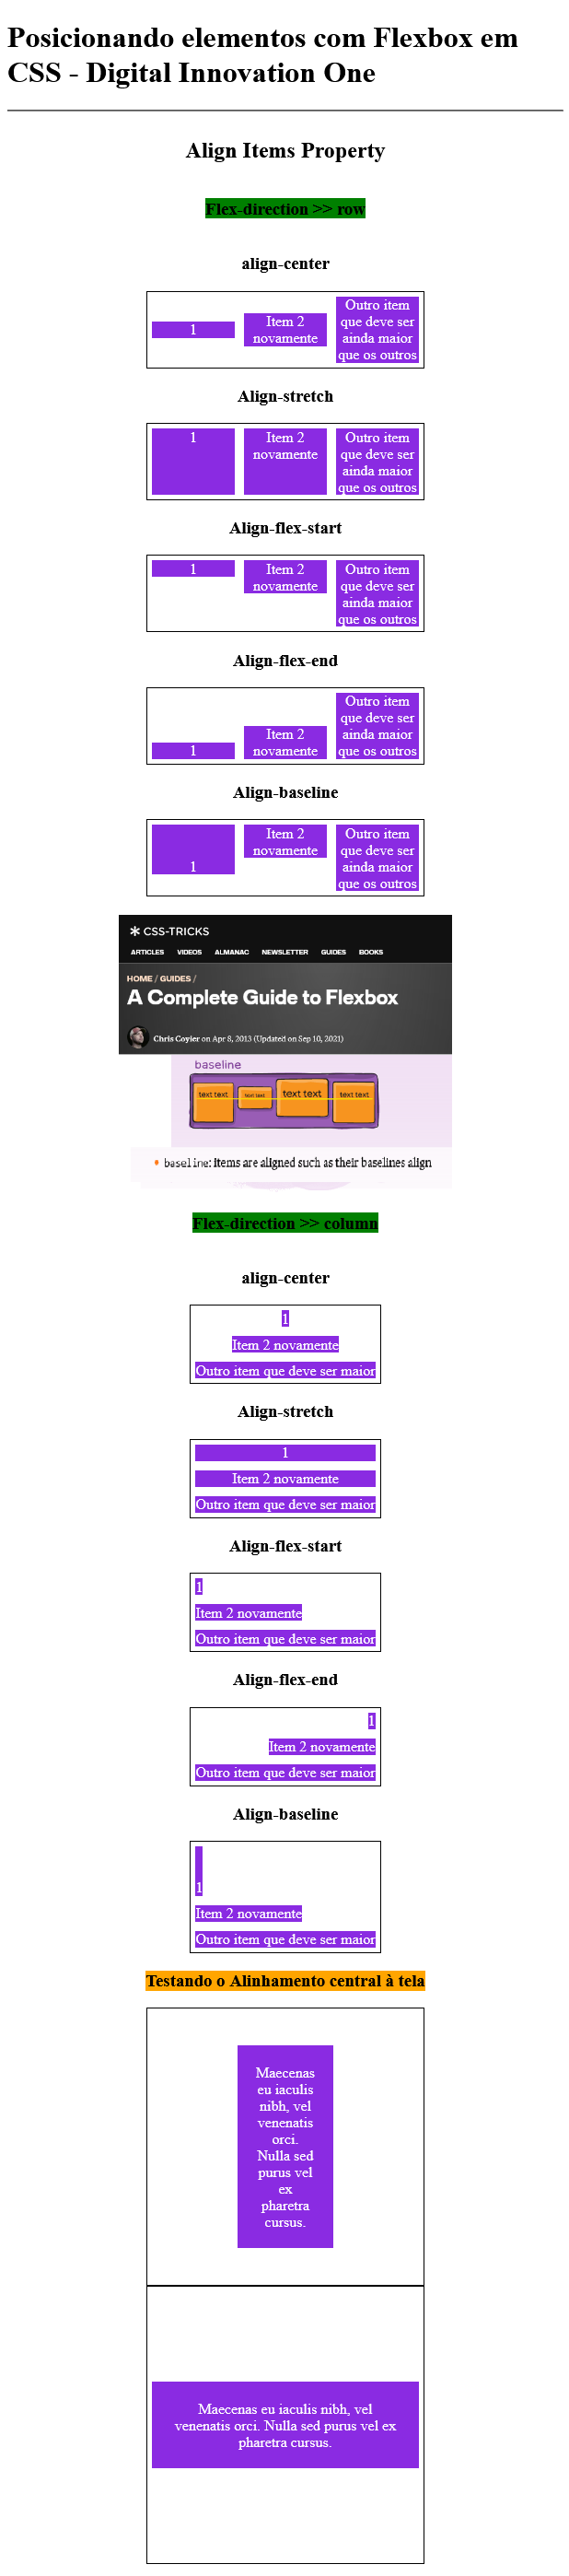 Posicionando elementos com Flexbox em
CSS - Digital Innovation One
Align Items Property
Flex-direction >> row
align-center
1
Item 2
novamente
Outro item
que deve ser
ainda maior
que os outros
Align-stretch
1
Item 2
novamente
Outro item
que deve ser
ainda maior
que os outros
Align-flex-start
1
Item 2
novamente
Outro item
que deve ser
ainda maior
que os outros
Align-flex-end
1
Item 2
novamente
Outro item
que deve ser
ainda maior
que os outros
Align-baseline
1
Item 2
novamente
Outro item
que deve ser
ainda maior
que os outros
CSS-TRICKS
ARTICLES VIDEOS ALMANAC NEWSLETTER GUIDES BOOKS
HOME / GUIDES /
A Complete Guide to Flexbox
Chris Coyier on Apr 8, 2013 (Updated on Sep 10, 2021)
baseline
text text text text text text text text
baseline: items are aligned such as their baselines align
Flex-direction >> column
align-center
1
Item 2 novamente
Outro item que deve ser maior
Align-stretch
1
Item 2 novamente
Outro item que deve ser maior
Align-flex-start
1
Item 2 novamente
Outro item que deve ser maior
Align-flex-end
1
Item 2 novamente
Outro item que deve ser maior
Align-baseline
1
Item 2 novamente
Outro item que deve ser maior
Testando o Alinhamento central à tela
Maecenas
eu iaculis
nibh, vel
venenatis
orci.
Nulla sed
purus vel
ex
pharetra
cursus.
Maecenas eu iaculis nibh, vel
venenatis orci. Nulla sed purus vel ex
pharetra cursus.